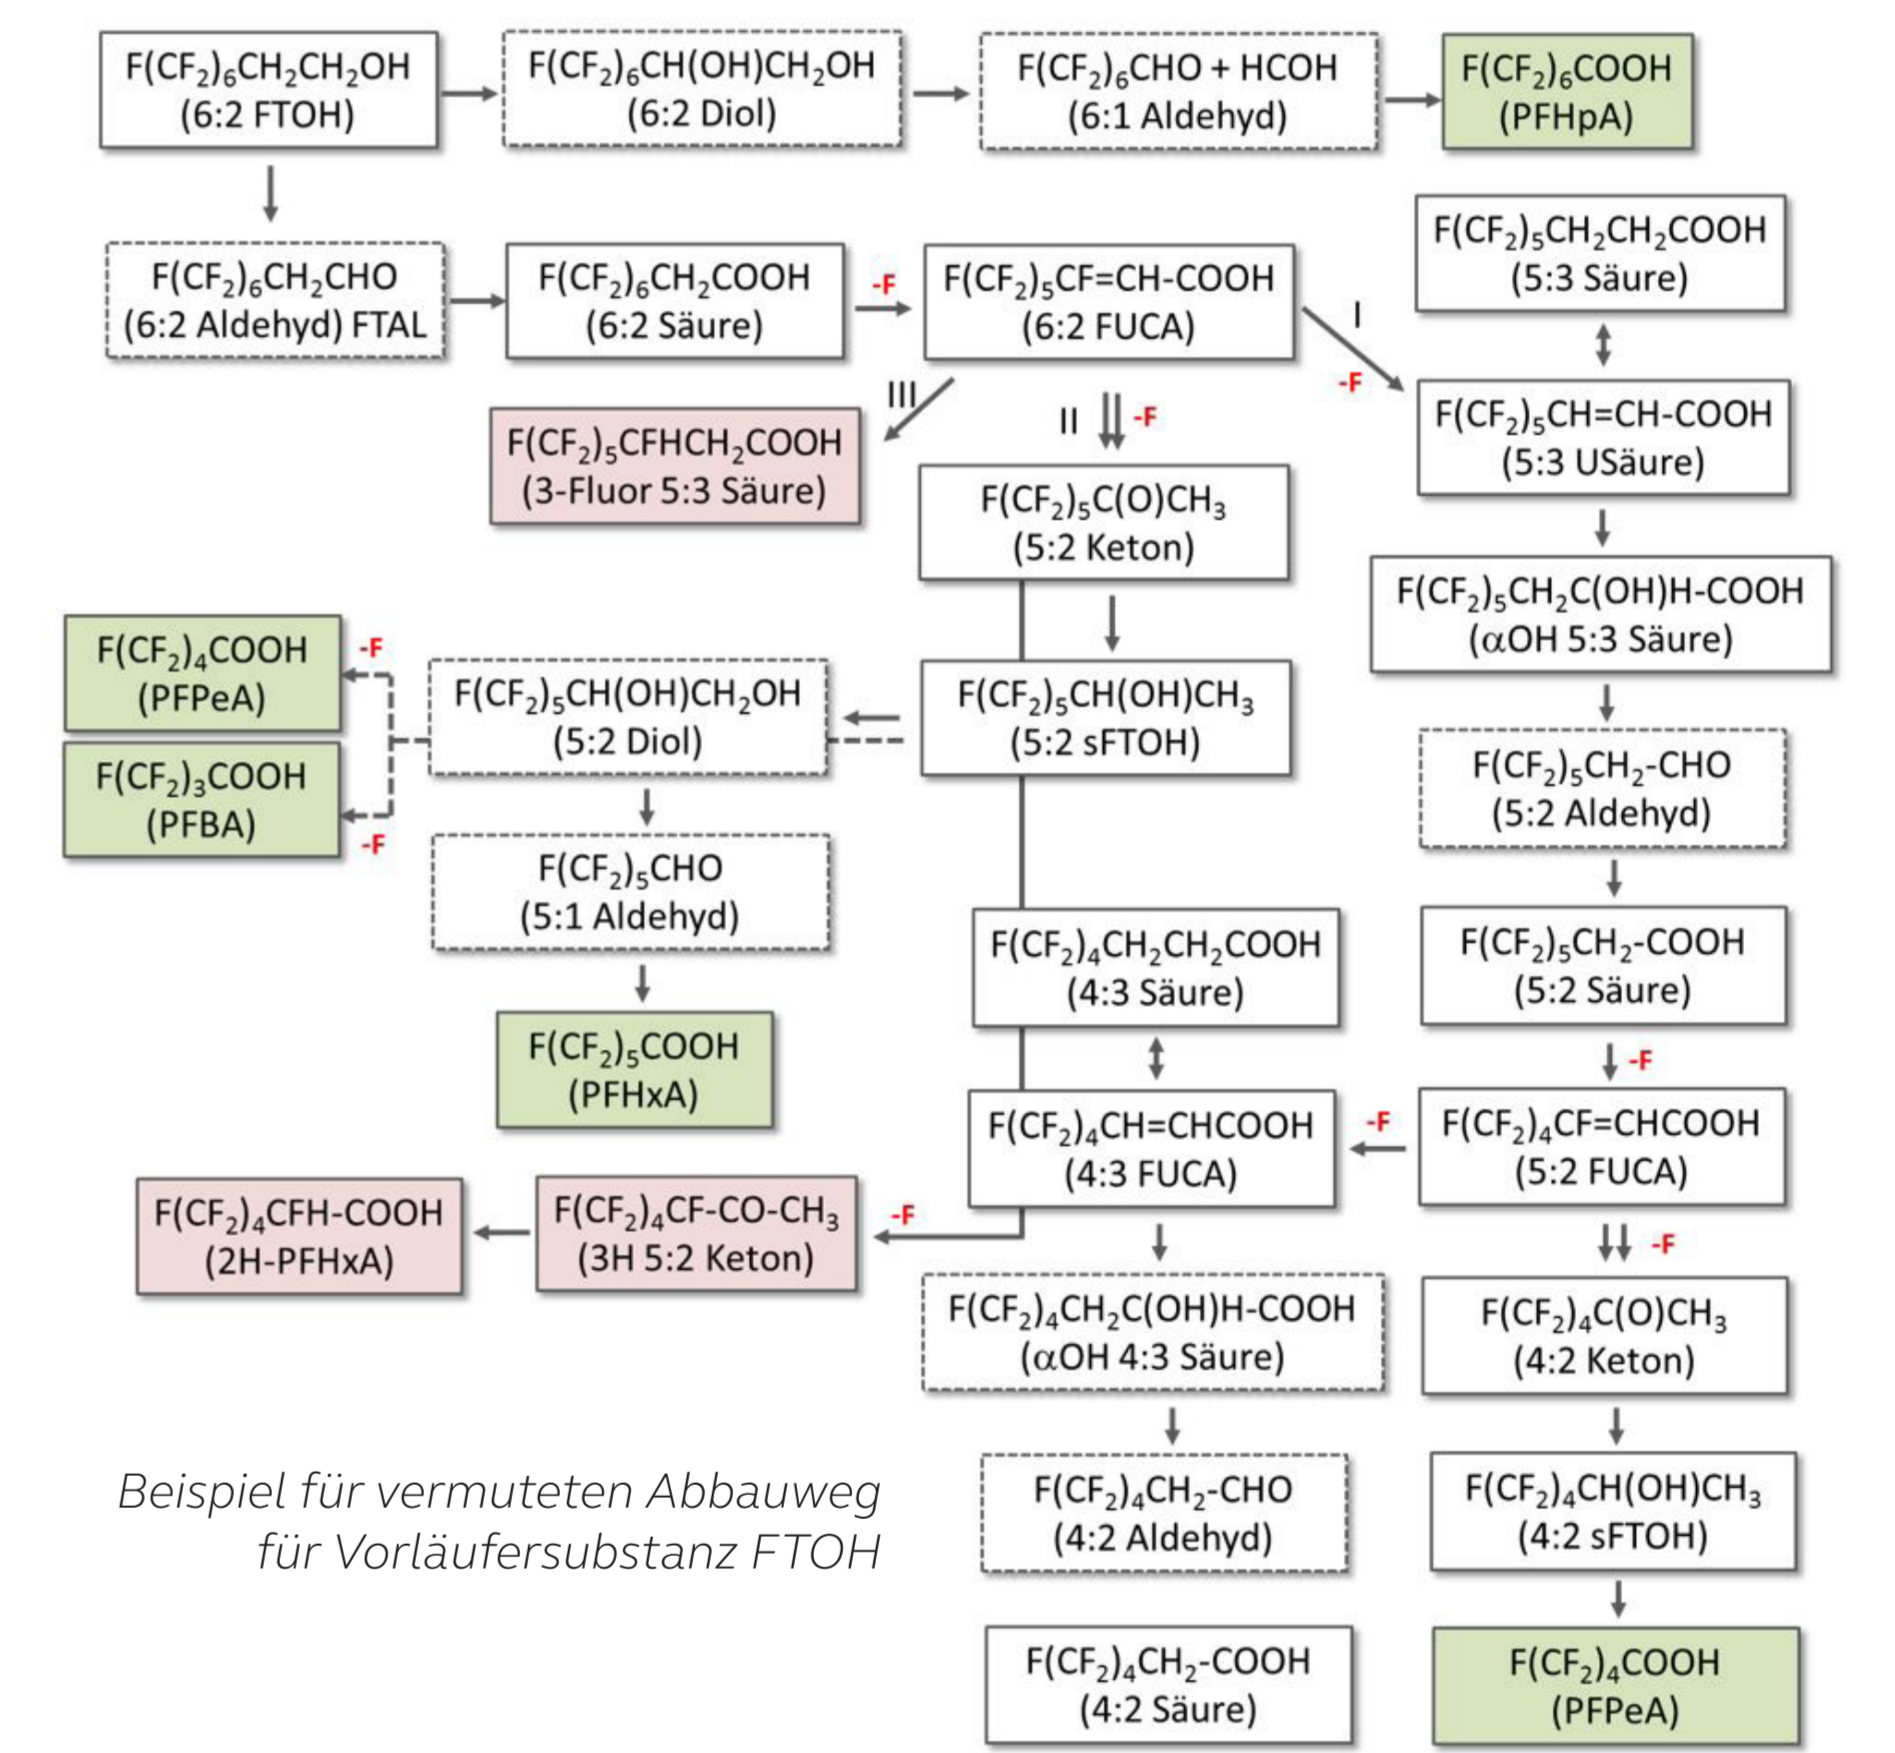 F(CF₂)₆CH₂CH₂OH
(6:2 FTOH)
F(CF₂)₆CH(OH)CH₂OH
(6:2 Diol)
F(CF₂)₆CHO + HCOH
(6:1 Aldehyd)
F(CF₂)₆COOH
(PFHpA)
F(CF₂)₆CH₂CHO
(6:2 Aldehyd) FTAL
F(CF₂)₆CH₂COOH
(6:2 Säure)
-F
F(CF₂)₅CF=CH-COOH
(6:2 FUCA)
I
-F
F(CF₂)₅CH₂CH₂COOH
(5:3 Säure)
F(CF₂)₅CH=CH-COOH
(5:3 USäure)
III
F(CF₂)₅CFHCH₂COOH
(3-Fluor 5:3 Säure)
II
-F
F(CF₂)₅C(O)CH₃
(5:2 Keton)
F(CF₂)₅CH₂C(OH)H-COOH
(αOH 5:3 Säure)
F(CF₂)₄COOH
(PFPeA)
-F
F(CF₂)₃COOH
(PFBA)
-F
F(CF₂)₅CH(OH)CH₂OH
(5:2 Diol)
F(CF₂)₅CH(OH)CH₃
(5:2 sFTOH)
F(CF₂)₅CH₂-CHO
(5:2 Aldehyd)
F(CF₂)₅CHO
(5:1 Aldehyd)
F(CF₂)₄CH₂CH₂COOH
(4:3 Säure)
F(CF₂)₅CH₂-COOH
(5:2 Säure)
-F
F(CF₂)₅COOH
(PFHxA)
F(CF₂)₄CH=CHCOOH
(4:3 FUCA)
-F
F(CF₂)₄CF=CHCOOH
(5:2 FUCA)
F(CF₂)₄CFH-COOH
(2H-PFHxA)
F(CF₂)₄CF-CO-CH₃
(3H 5:2 Keton)
-F
-F
F(CF₂)₄CH₂C(OH)H-COOH
(αOH 4:3 Säure)
F(CF₂)₄C(O)CH₃
(4:2 Keton)
F(CF₂)₄CH₂-CHO
(4:2 Aldehyd)
F(CF₂)₄CH(OH)CH₃
(4:2 sFTOH)
F(CF₂)₄CH₂-COOH
(4:2 Säure)
F(CF₂)₄COOH
(PFPeA)
Beispiel für vermuteten Abbauweg
für Vorläufersubstanz FTOH